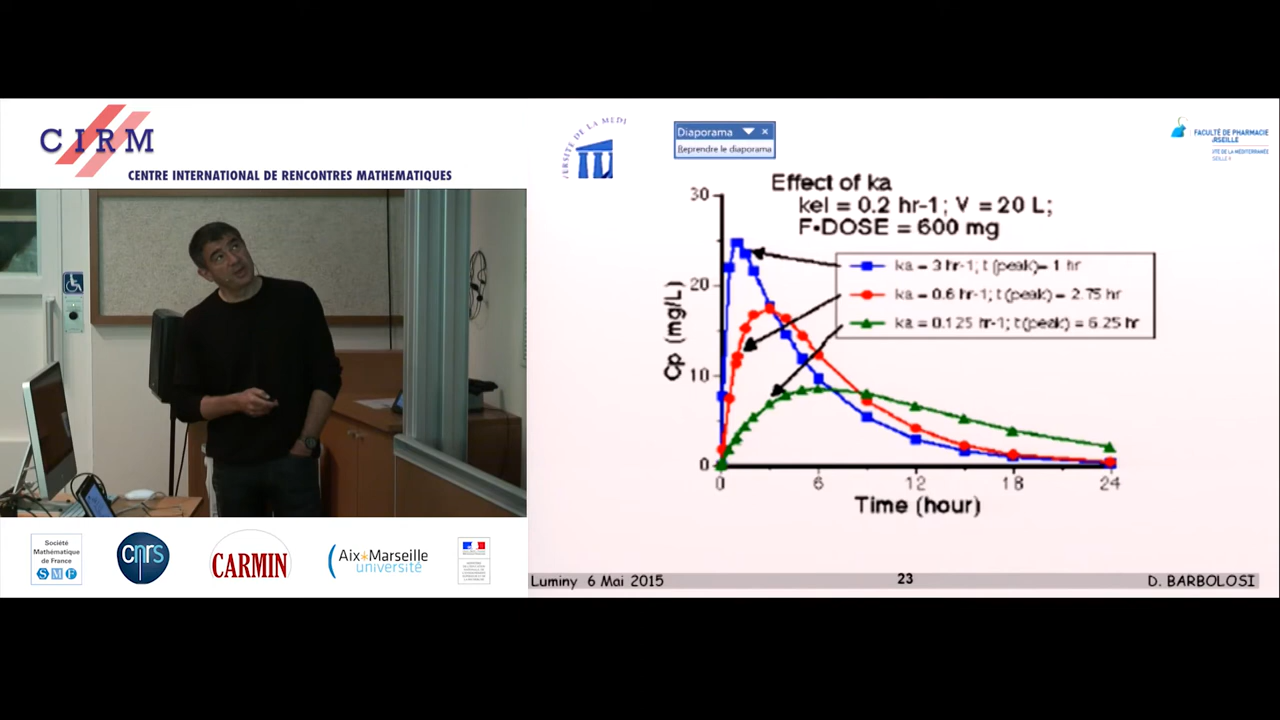 CIRM
CENTRE INTERNATIONAL DE RENCONTRES MATHEMATIQUES
Société
Mathématique
de France
SMF
cnrs
CARMIN
Aix*Marseille
université
Diaporama
Reprendre le diaporama
FACULTÉ DE PHARMACIE
Effect of ka
kel = 0.2 hr-1; V = 20 L;
F•DOSE = 600 mg
ka = 3 hr-1; t (peak)= 1 hr
ka = 0.6 hr-1; t(peak) = 2.75 hr
ka = 0.125 hr-1; t(peak) = 6.25 hr
Cp (mg/L)
30
20
10
0
0 6 12 18 24
Time (hour)
Luminy 6 Mai 2015
23
D. BARBOLOSI